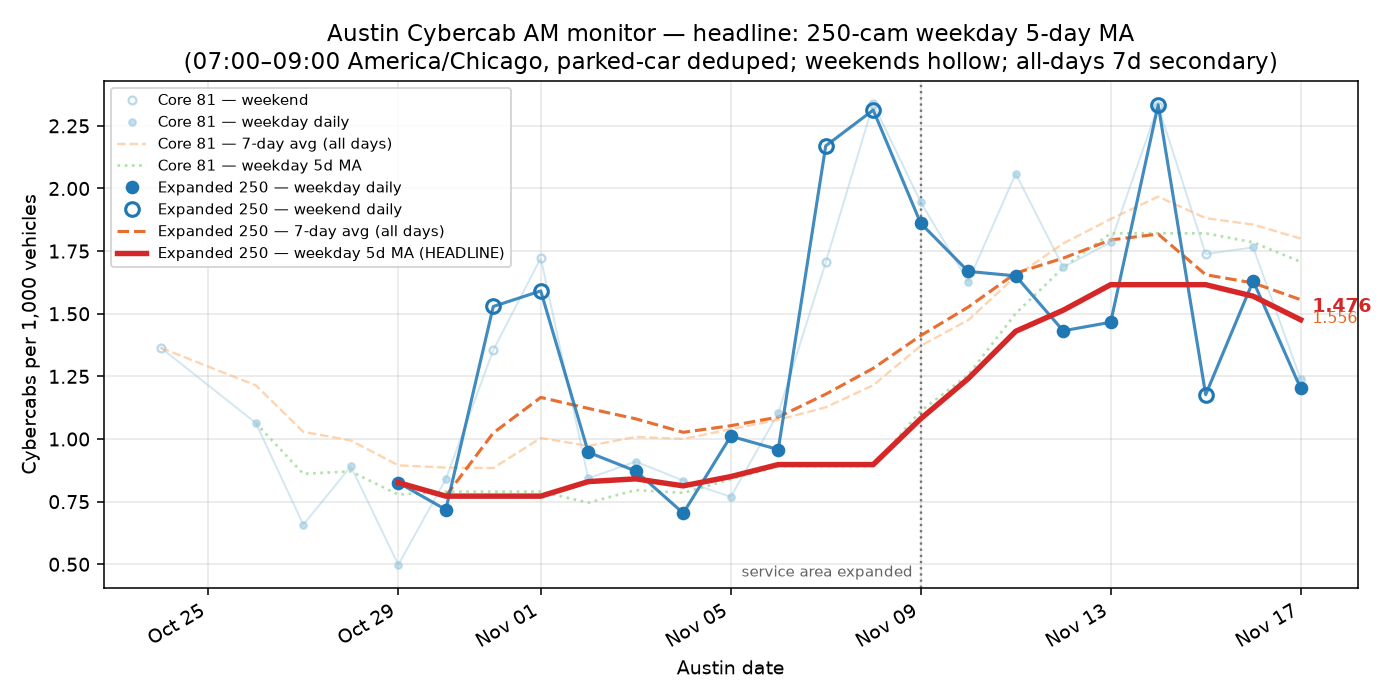 Austin Cybercab AM monitor — headline: 250-cam weekday 5-day MA
(07:00–09:00 America/Chicago, parked-car deduped; weekends hollow; all-days 7d secondary)
Core 81 — weekend
Core 81 — weekday daily
Core 81 — 7-day avg (all days)
Core 81 — weekday 5d MA
Expanded 250 — weekday daily
Expanded 250 — weekend daily
Expanded 250 — 7-day avg (all days)
Expanded 250 — weekday 5d MA (HEADLINE)
Cybercabs per 1,000 vehicles
2.25
2.00
1.75
1.50
1.25
1.00
0.75
0.50
1.476
1.556
service area expanded
Oct 25
Oct 29
Nov 01
Nov 05
Nov 09
Nov 13
Nov 17
Austin date